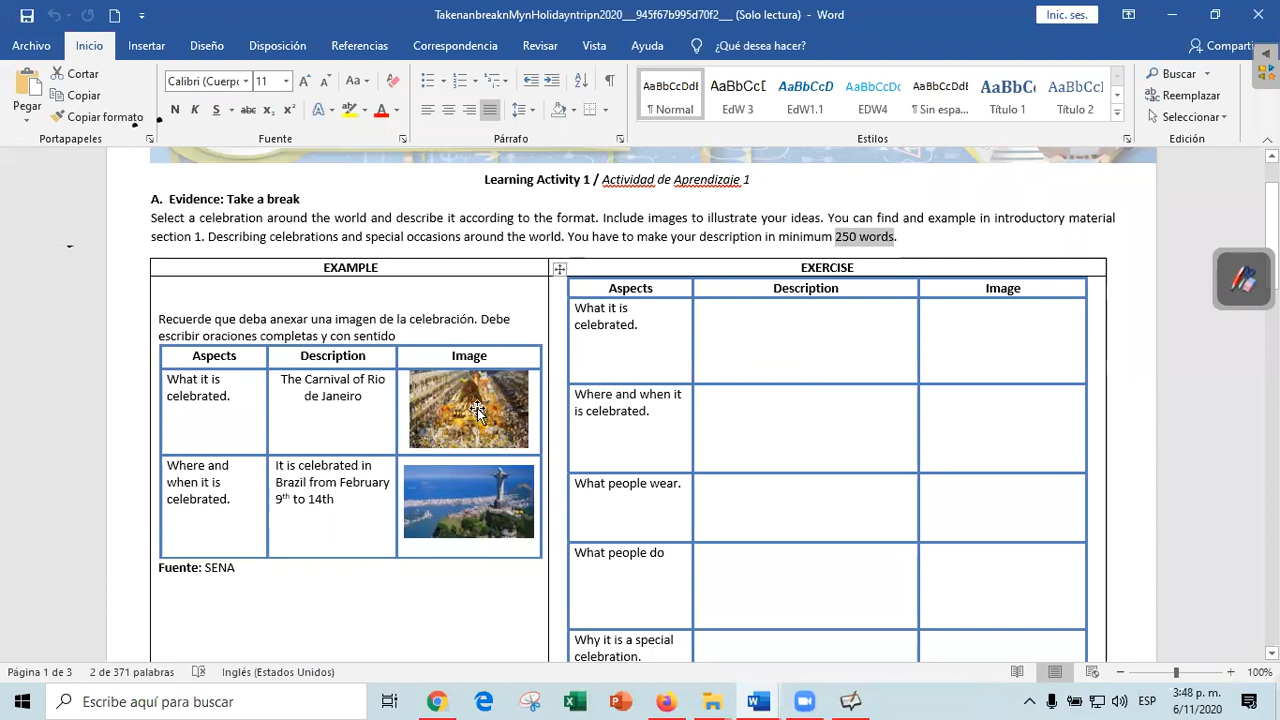 TakenanbreaknMynHolidayntripn2020__945f67b995d70f2__ (Solo lectura) - Word
Inic. ses.
Archivo Inicio Insertar Diseño Disposición Referencias Correspondencia Revisar Vista Ayuda ¿Qué desea hacer?
Pegar
Cortar
Copiar
Copiar formato
Portapapeles
Calibri (Cuerp 11
Aa
N K S abc x₂ x² A A
Fuente
Párrafo
AaBbCcDdE
¶ Normal
AaBbCc[
EdW 3
AaBbCcD
EdW1.1
AaBbCcDc
EDW4
AaBbCcDd
¶ Sin espa...
AaBbC
Título 1
AaBbCcD
Título 2
Estilos
Buscar
Reemplazar
Seleccionar
Edición
Learning Activity 1 / Actividad de Aprendizaje 1
A. Evidence: Take a break
Select a celebration around the world and describe it according to the format. Include images to illustrate your ideas. You can find and example in introductory material
section 1. Describing celebrations and special occasions around the world. You have to make your description in minimum 250 words.
EXAMPLE
Recuerde que deba anexar una imagen de la celebración. Debe
escribir oraciones completas y con sentido
Aspects Description Image
What it is
celebrated.
The Carnival of Rio
de Janeiro
Where and
when it is
celebrated.
It is celebrated in
Brazil from February
9th to 14th
Fuente: SENA
EXERCISE
Aspects Description Image
What it is
celebrated.
Where and when it
is celebrated.
What people wear.
What people do
Why it is a special
celebration.
Página 1 de 3 2 de 371 palabras Inglés (Estados Unidos) 100%
Escribe aquí para buscar
ESP
3:48 p. m.
6/11/2020